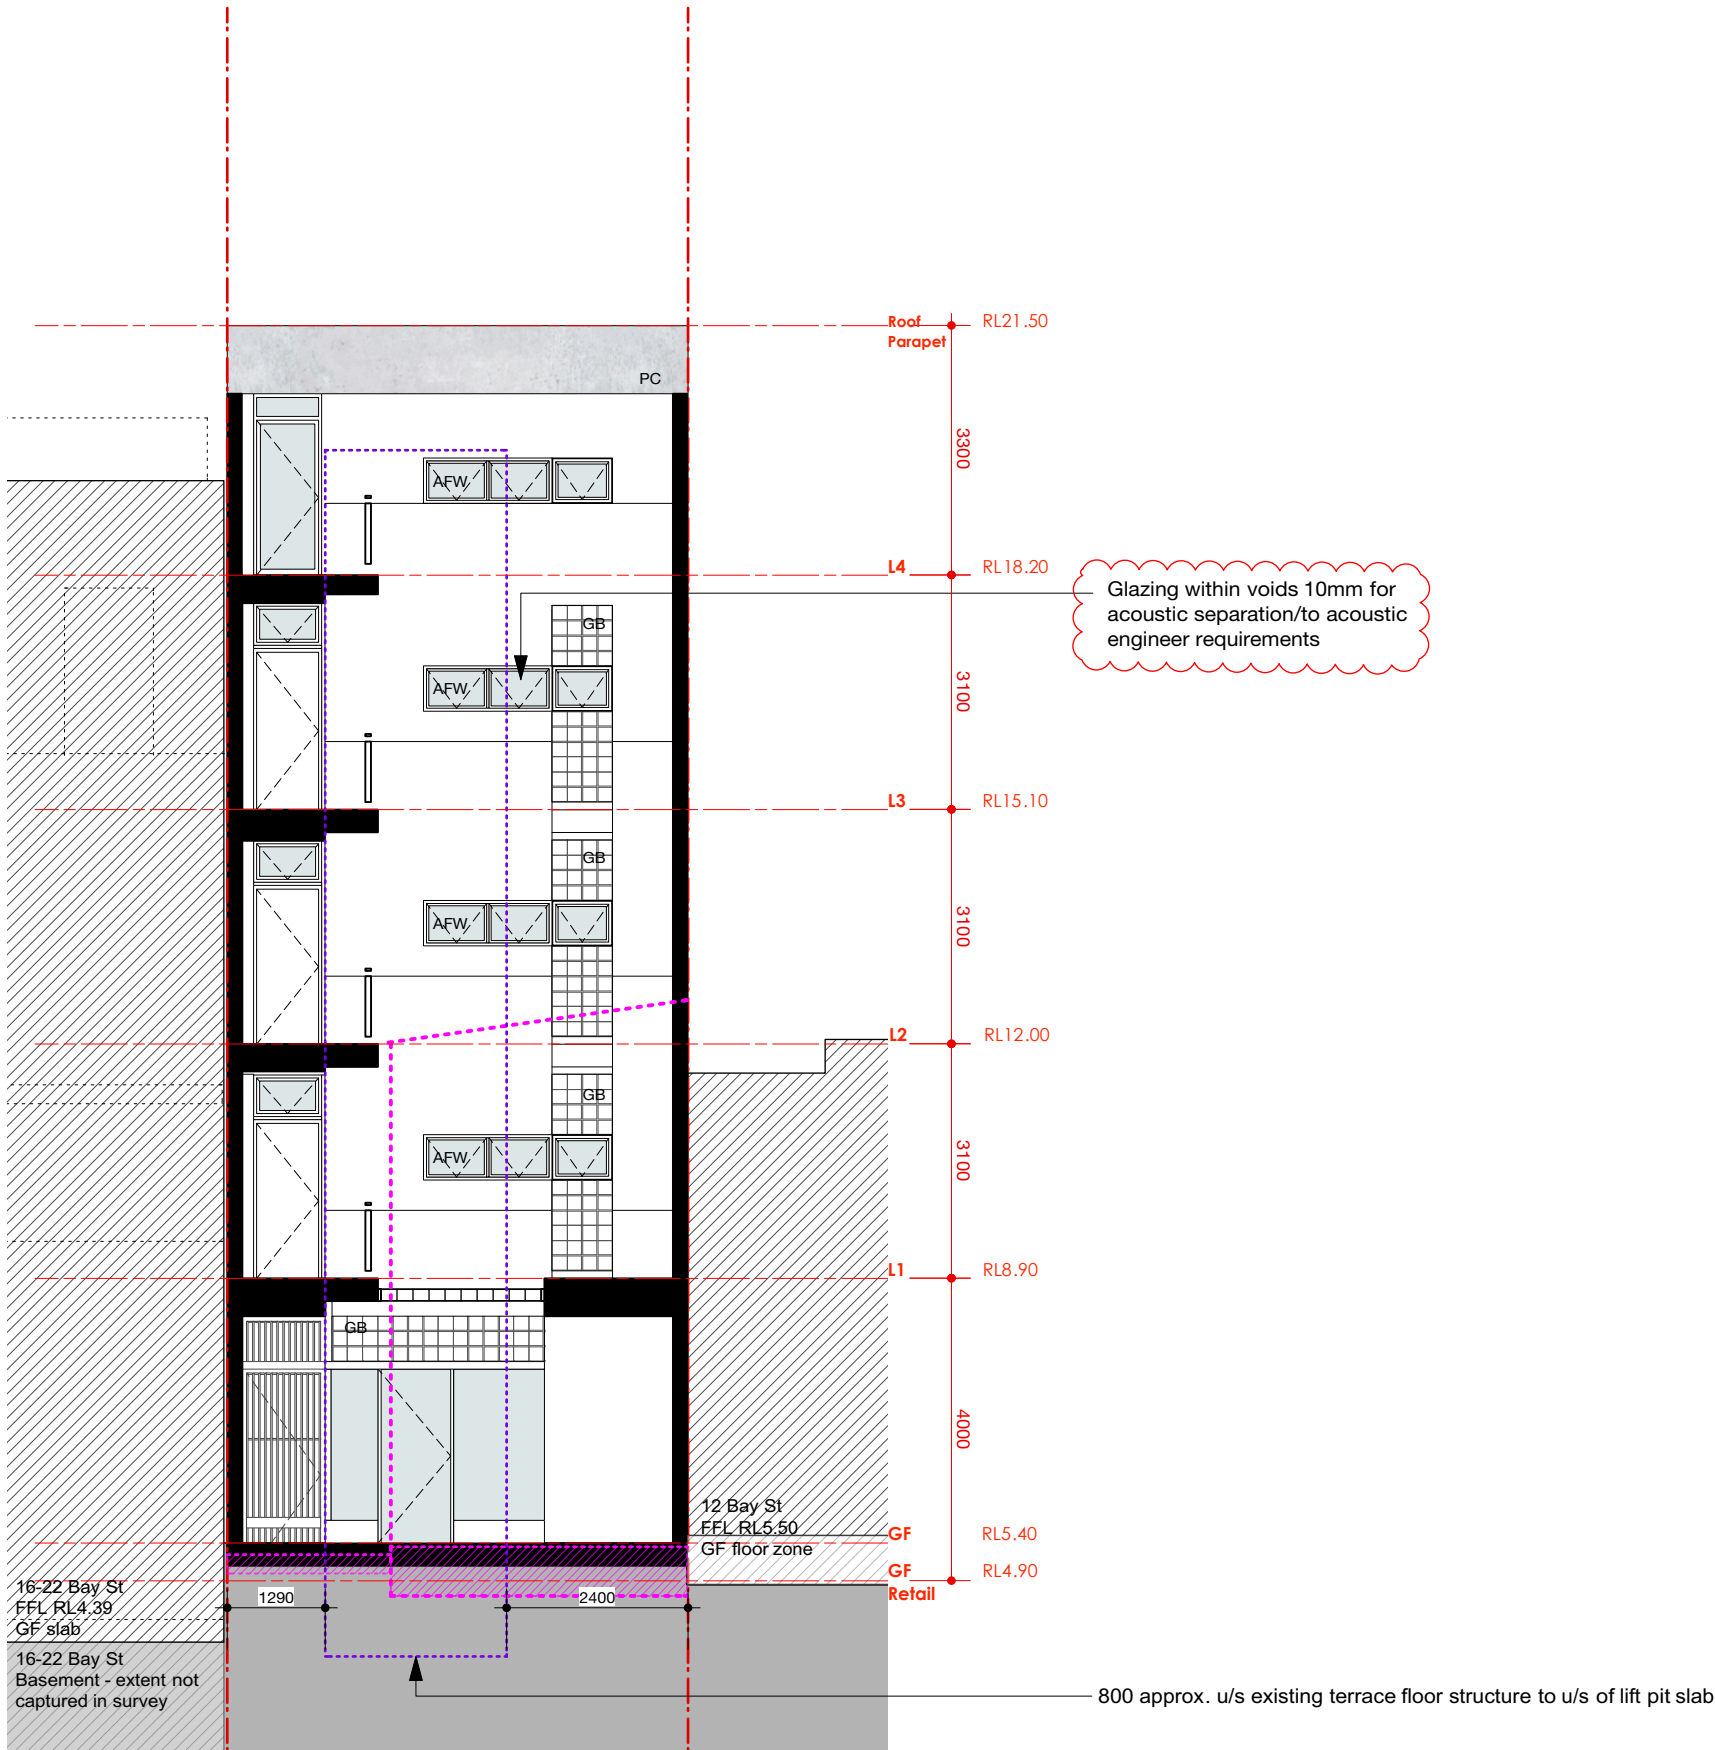 Roof
Parapet
RL21.50
PC
3300
AFW
L4
RL18.20
Glazing within voids 10mm for
acoustic separation/to acoustic
engineer requirements
GB
AFW
3100
L3
RL15.10
GB
AFW
3100
L2
RL12.00
GB
AFW
3100
L1
RL8.90
GB
4000
12 Bay St
FFL RL5.50
GF floor zone
GF
RL5.40
GF
Retail
RL4.90
16-22 Bay St
FFL RL4.39
GF slab
1290
2400
16-22 Bay St
Basement - extent not
captured in survey
800 approx. u/s existing terrace floor structure to u/s of lift pit slab